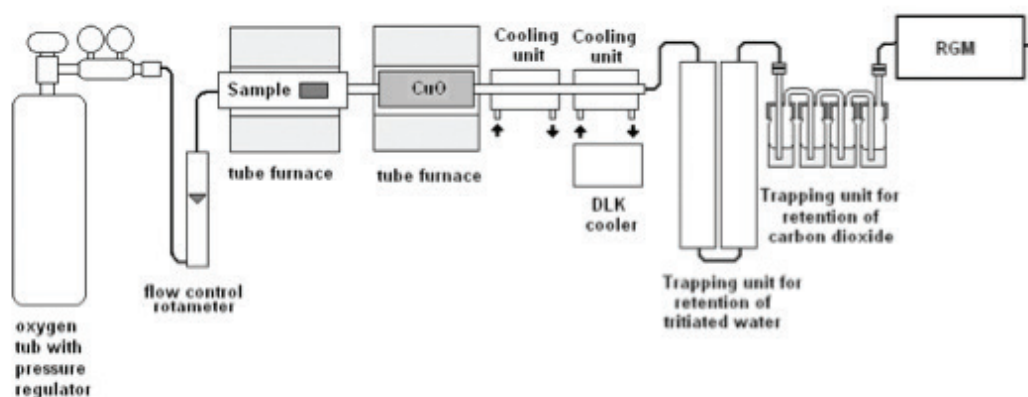 Cooling
unit
Cooling
unit
RGM
Sample
CuO
tube furnace
tube furnace
DLK
cooler
Trapping unit for
retention of
carbon dioxide
flow control
rotameter
Trapping unit for
retention of
tritiated water
oxygen
tub with
pressure
regulator